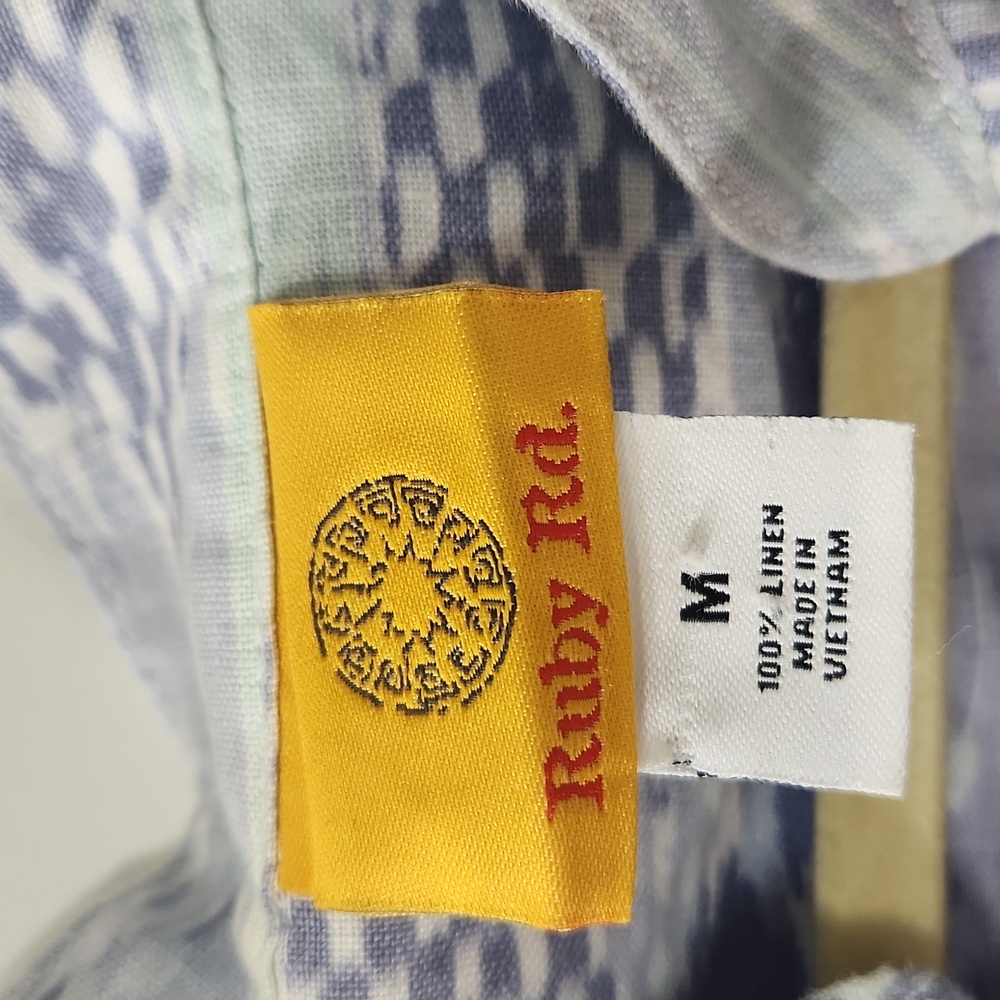 Ruby Rd.
M
100% LINEN
MADE IN
VIETNAM